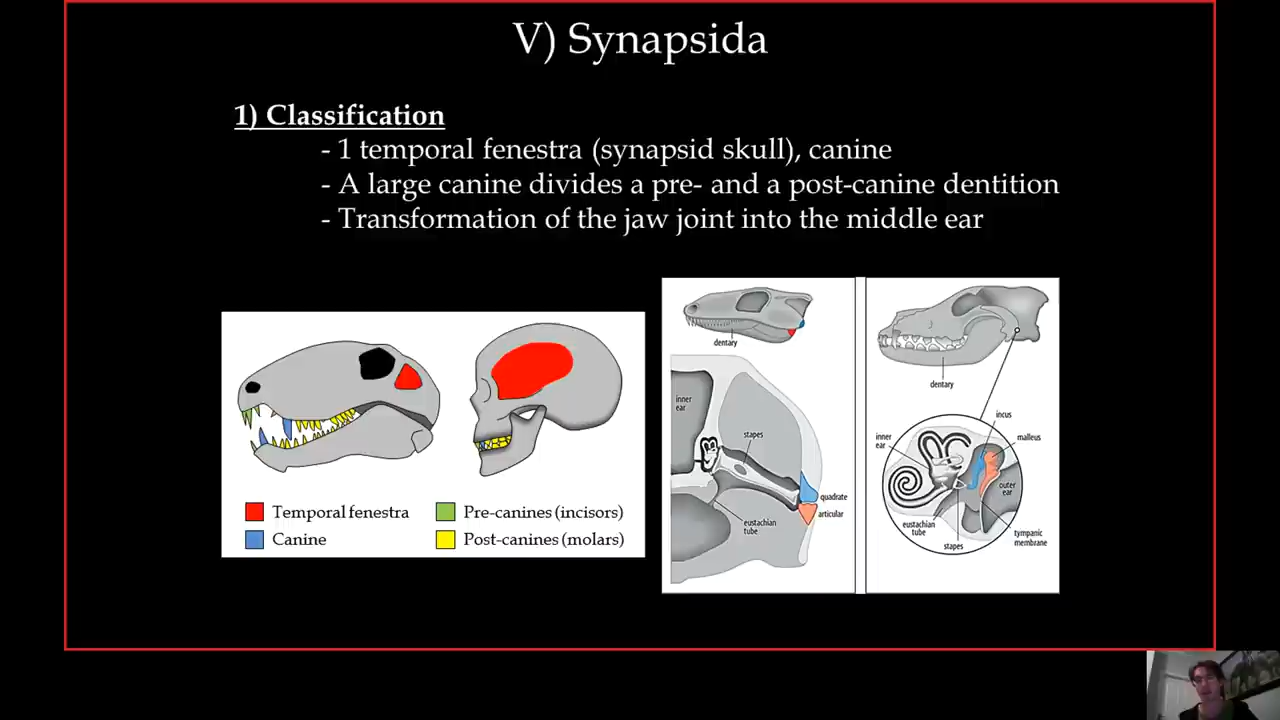 V) Synapsida
1) Classification
- 1 temporal fenestra (synapsid skull), canine
- A large canine divides a pre- and a post-canine dentition
- Transformation of the jaw joint into the middle ear
Temporal fenestra
Canine
Pre-canines (incisors)
Post-canines (molars)
dentary
inner
ear
stapes
quadrate
articular
eustachian
tube
dentary
incus
malleus
inner
ear
outer
ear
eustachian
tube
stapes
tympanic
membrane